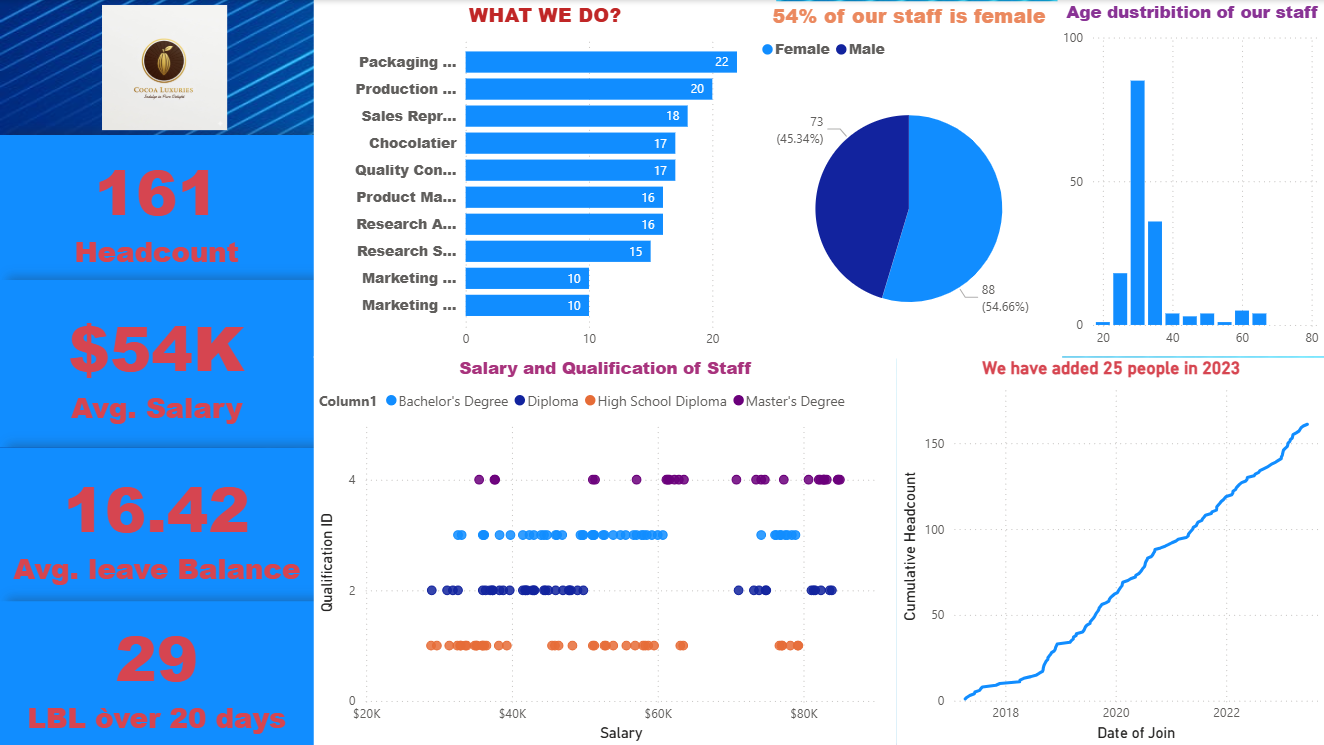 COCOA LUXURIES
Indulge in Pure Delight
161
Headcount
$54K
Avg. Salary
16.42
Avg. leave Balance
29
LBL over 20 days
WHAT WE DO?
Packaging ... 22
Production ... 20
Sales Repr... 18
Chocolatier 17
Quality Con... 17
Product Ma... 16
Research A... 16
Research S... 15
Marketing ... 10
Marketing ... 10
0 10 20
54% of our staff is female
Female Male
73
(45.34%)
88
(54.66%)
Age dustribition of our staff
100
50
0
20 40 60 80
Salary and Qualification of Staff
Column1 Bachelor's Degree Diploma High School Diploma Master's Degree
Qualification ID
4
2
0
$20K $40K $60K $80K
Salary
We have added 25 people in 2023
Cumulative Headcount
150
100
50
0
2018 2020 2022
Date of Join